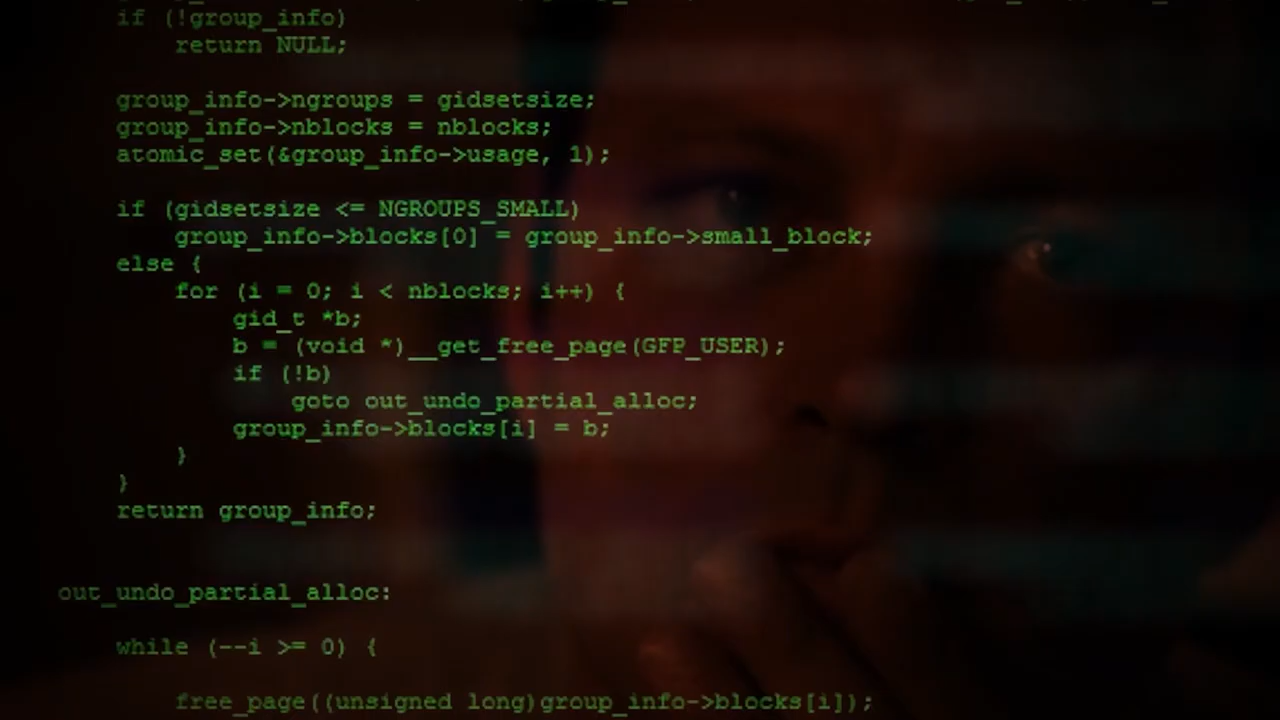 if (!group_info)
return NULL;
group_info->ngroups = gidsetsize;
group_info->nblocks = nblocks;
atomic_set(&group_info->usage, 1);
if (gidsetsize <= NGROUPS_SMALL)
group_info->blocks[0] = group_info->small_block;
else {
for (i = 0; i < nblocks; i++) {
gid_t *b;
b = (void *)__get_free_page(GFP_USER);
if (!b)
goto out_undo_partial_alloc;
group_info->blocks[i] = b;
}
}
return group_info;
out_undo_partial_alloc:
while (--i >= 0) {
free_page((unsigned long)group_info->blocks[i]);